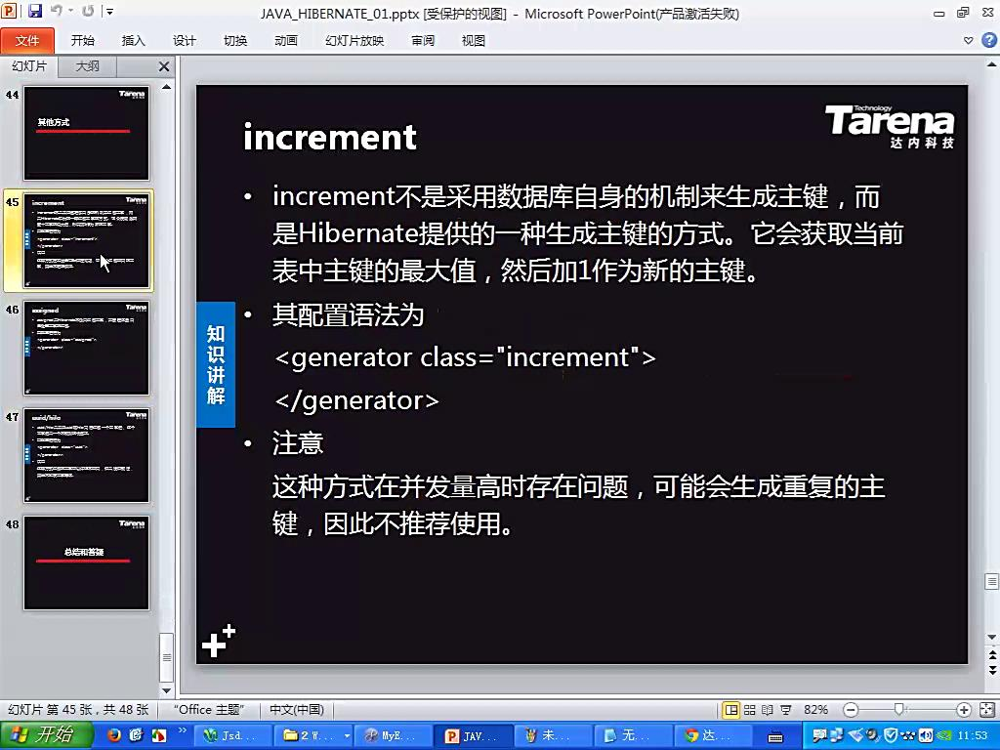 JAVA_HIBERNATE_01.pptx [受保护的视图] - Microsoft PowerPoint(产品激活失败)
文件 开始 插入 设计 切换 动画 幻灯片放映 审阅 视图
幻灯片 大纲
44
Tarena
其他方式
45
increment
Tarena
46
assigned
Tarena
47
uuid/hilo
Tarena
48
Tarena
总结和答疑
Technology
Tarena
达内科技
increment
• increment不是采用数据库自身的机制来生成主键，而
是Hibernate提供的一种生成主键的方式。它会获取当前
表中主键的最大值，然后加1作为新的主键。
知识讲解
• 其配置语法为
<generator class="increment">
</generator>
• 注意
这种方式在并发量高时存在问题，可能会生成重复的主
键，因此不推荐使用。
幻灯片 第 45 张，共 48 张 "Office 主题" 中文(中国) 82%
开始 Jsd... 2 W... MyE... JAV... 未... 无... 达... 11:53